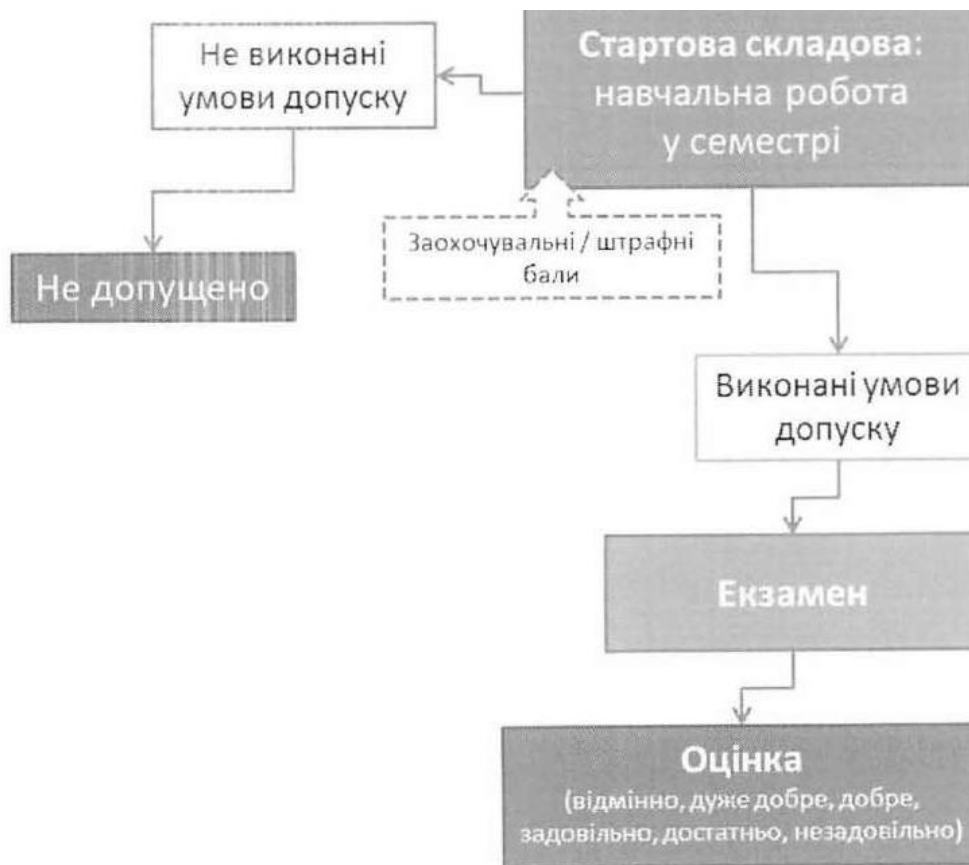 Стартова складова:
навчальна робота
у семестрі
Не виконані
умови допуску
Заохочувальні / штрафні
бали
Не допущено
Виконані умови
допуску
Екзамен
Оцінка
(відмінно, дуже добре, добре,
задовільно, достатньо, незадовільно)